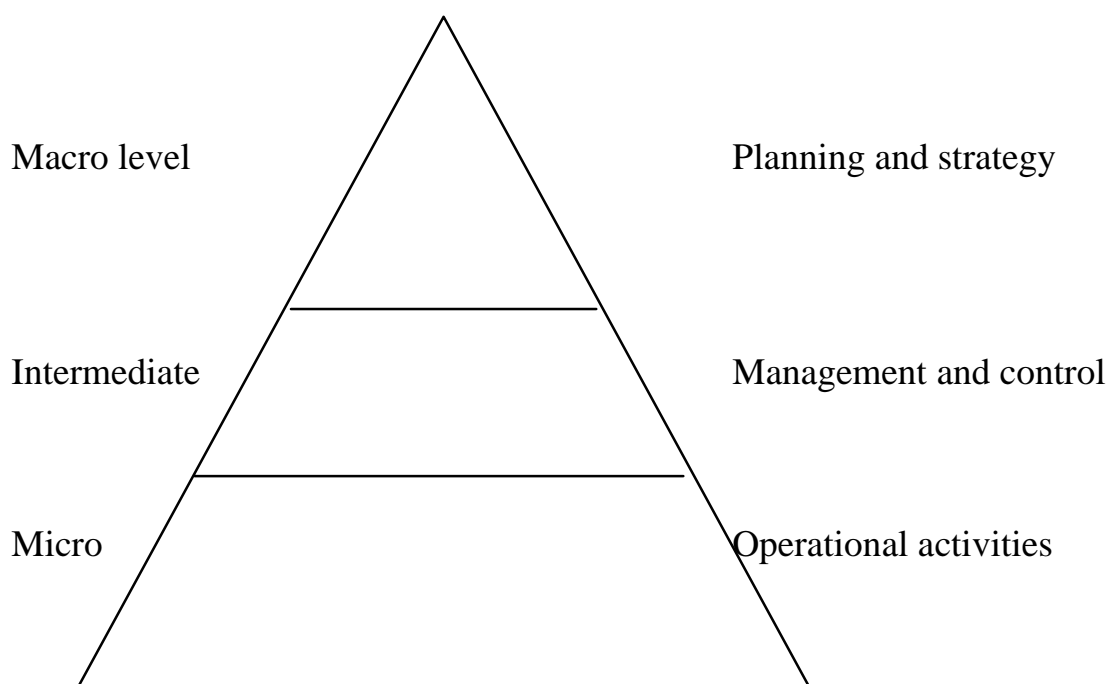 Macro level
Planning and strategy
Intermediate
Management and control
Micro
Operational activities